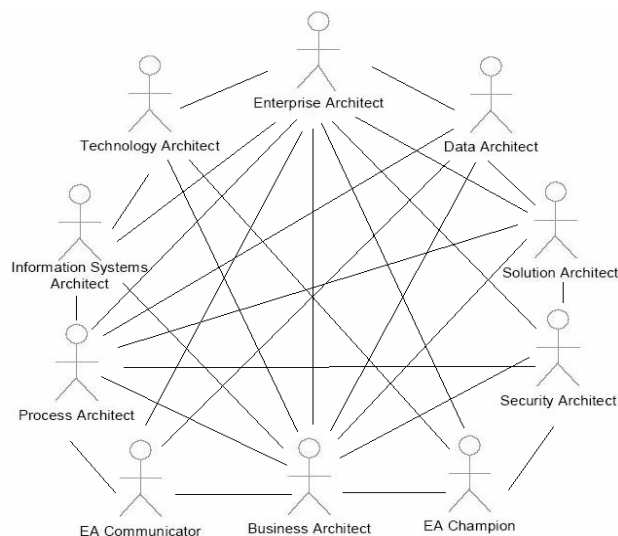 Enterprise Architect
Technology Architect
Data Architect
Information Systems
Architect
Solution Architect
Process Architect
Security Architect
EA Communicator
Business Architect
EA Champion